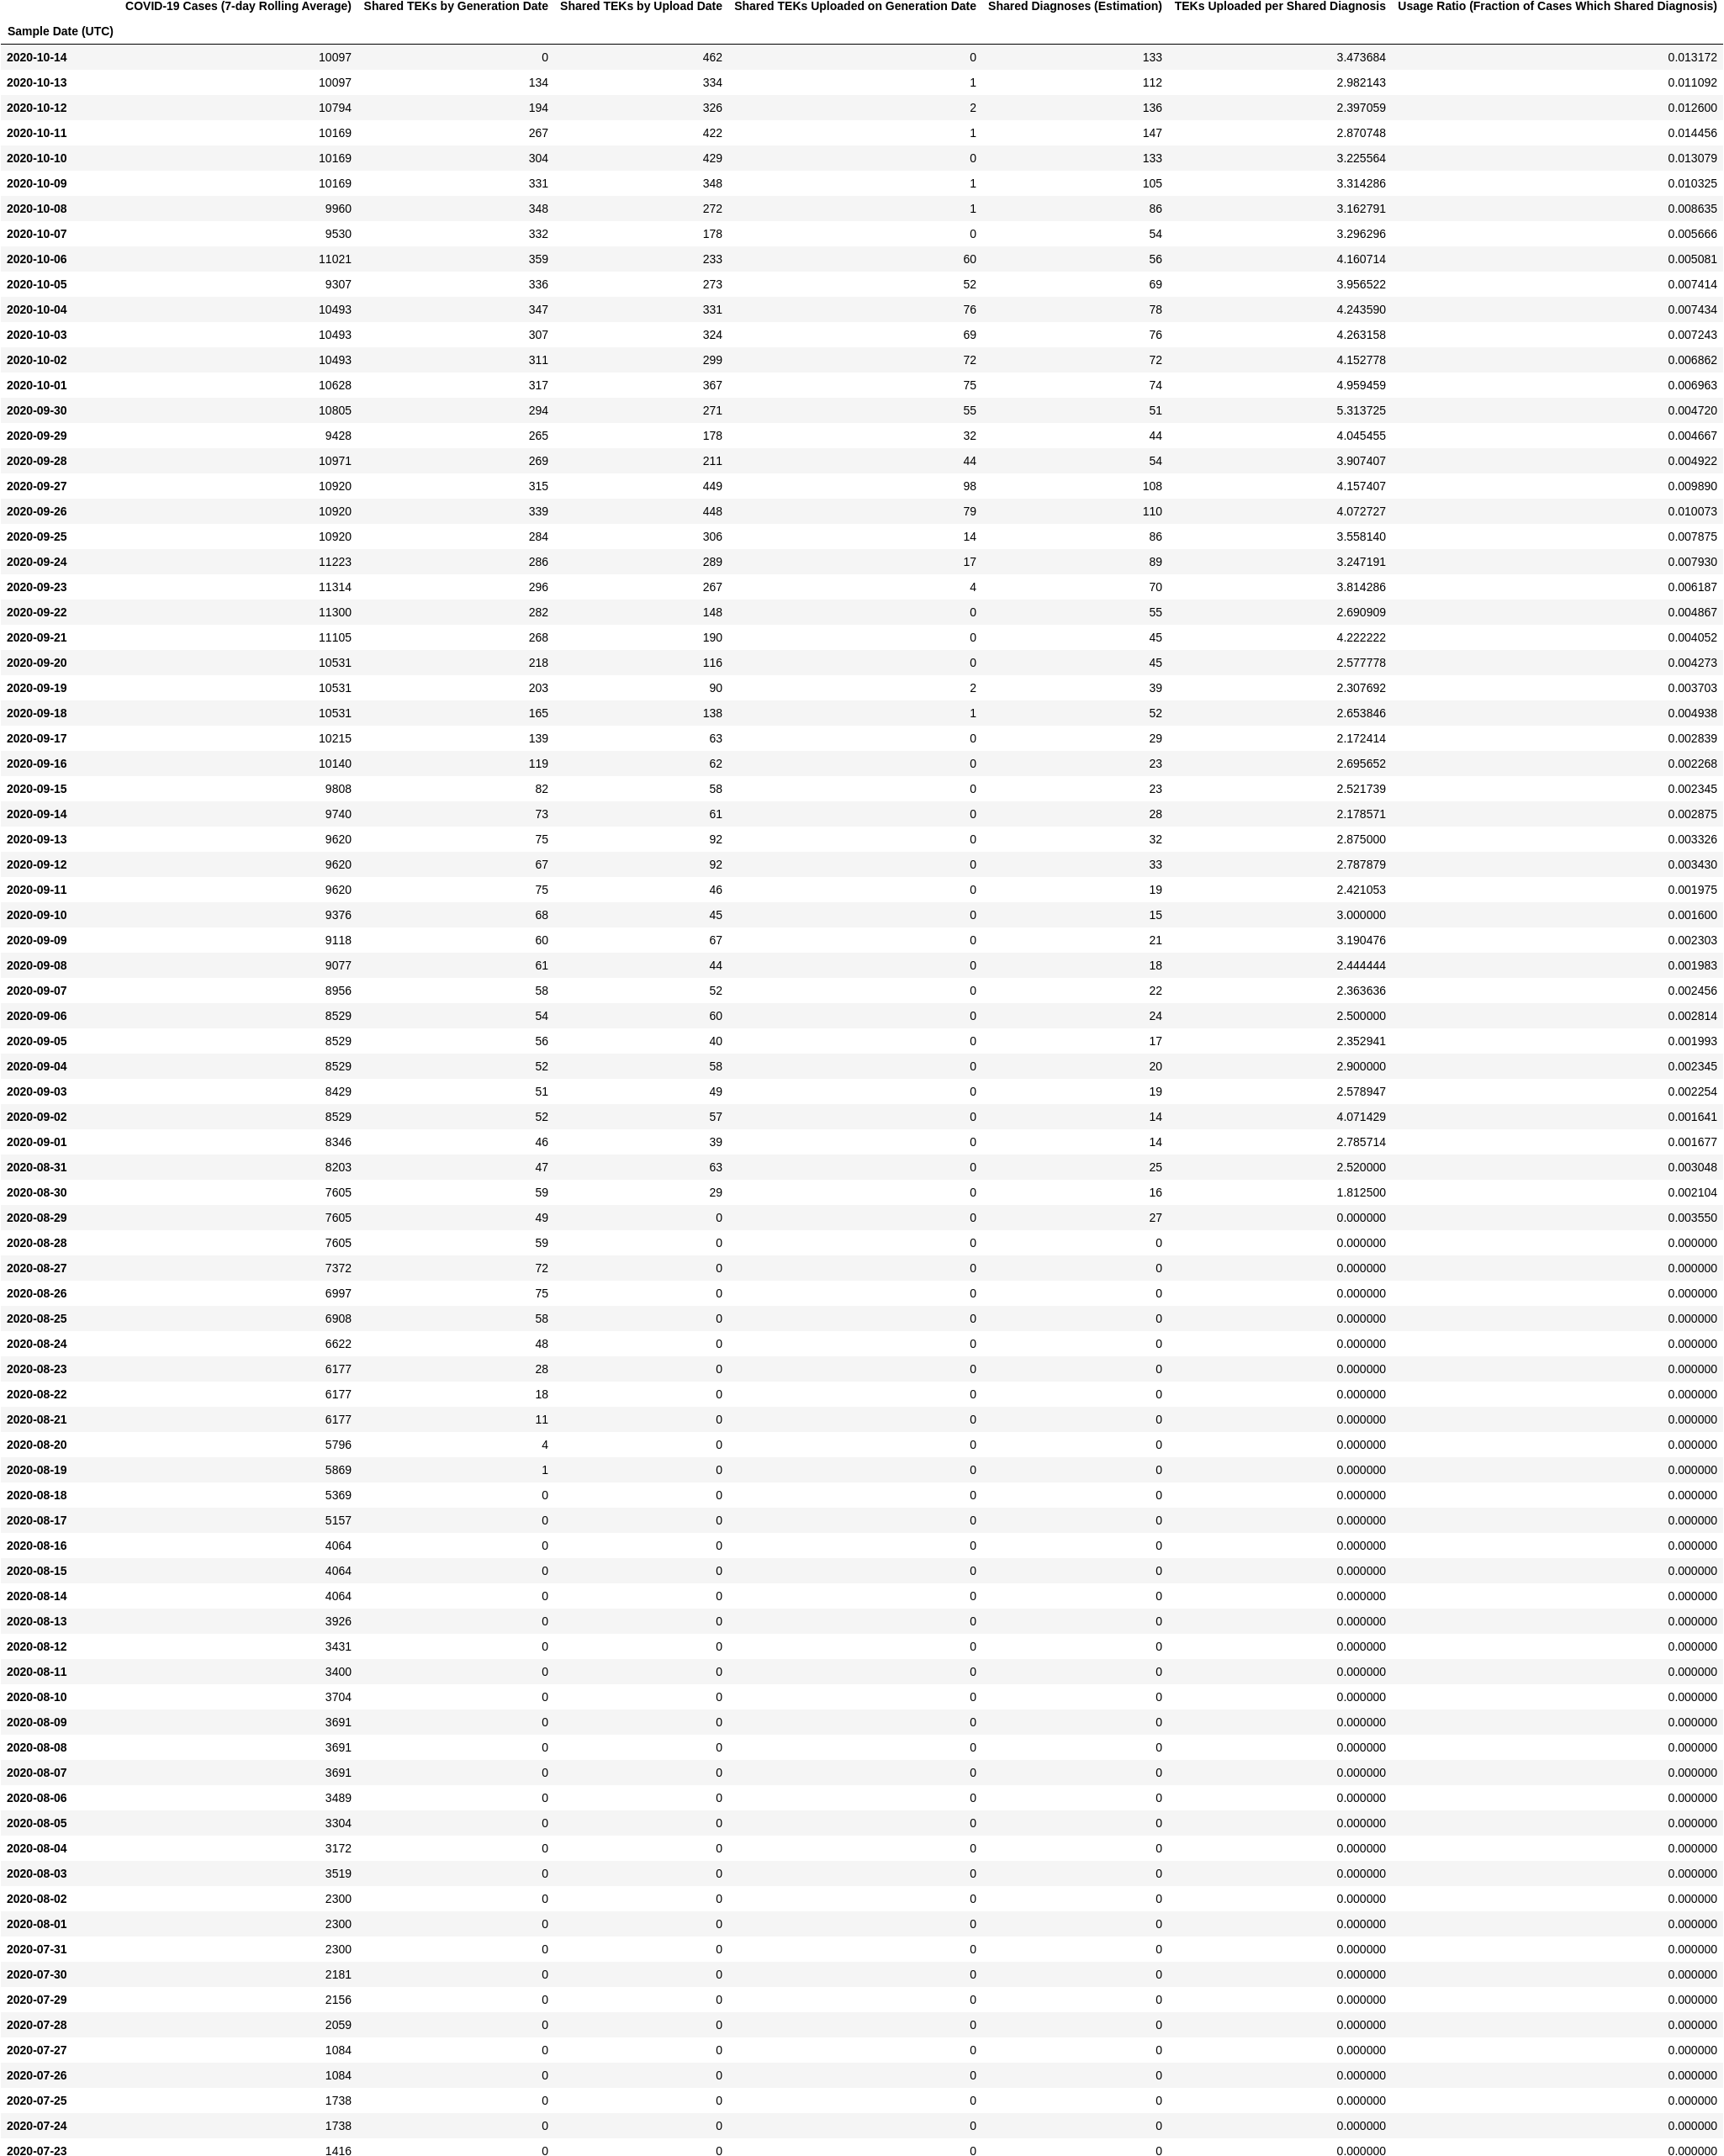 COVID-19 Cases (7-day Rolling Average) Shared TEKs by Generation Date Shared TEKs by Upload Date Shared TEKs Uploaded on Generation Date Shared Diagnoses (Estimation) TEKs Uploaded per Shared Diagnosis Usage Ratio (Fraction of Cases Which Shared Diagnosis)
Sample Date (UTC)
2020-10-14 10097 0 462 0 133 3.473684 0.013172
2020-10-13 10097 134 334 1 112 2.982143 0.011092
2020-10-12 10794 194 326 2 136 2.397059 0.012600
2020-10-11 10169 267 422 1 147 2.870748 0.014456
2020-10-10 10169 304 429 0 133 3.225564 0.013079
2020-10-09 10169 331 348 1 105 3.314286 0.010325
2020-10-08 9960 348 272 1 86 3.162791 0.008635
2020-10-07 9530 332 178 0 54 3.296296 0.005666
2020-10-06 11021 359 233 60 56 4.160714 0.005081
2020-10-05 9307 336 273 52 69 3.956522 0.007414
2020-10-04 10493 347 331 76 78 4.243590 0.007434
2020-10-03 10493 307 324 69 76 4.263158 0.007243
2020-10-02 10493 311 299 72 72 4.152778 0.006862
2020-10-01 10628 317 367 75 74 4.959459 0.006963
2020-09-30 10805 294 271 55 51 5.313725 0.004720
2020-09-29 9428 265 178 32 44 4.045455 0.004667
2020-09-28 10971 269 211 44 54 3.907407 0.004922
2020-09-27 10920 315 449 98 108 4.157407 0.009890
2020-09-26 10920 339 448 79 110 4.072727 0.010073
2020-09-25 10920 284 306 14 86 3.558140 0.007875
2020-09-24 11223 286 289 17 89 3.247191 0.007930
2020-09-23 11314 296 267 4 70 3.814286 0.006187
2020-09-22 11300 282 148 0 55 2.690909 0.004867
2020-09-21 11105 268 190 0 45 4.222222 0.004052
2020-09-20 10531 218 116 0 45 2.577778 0.004273
2020-09-19 10531 203 90 2 39 2.307692 0.003703
2020-09-18 10531 165 138 1 52 2.653846 0.004938
2020-09-17 10215 139 63 0 29 2.172414 0.002839
2020-09-16 10140 119 62 0 23 2.695652 0.002268
2020-09-15 9808 82 58 0 23 2.521739 0.002345
2020-09-14 9740 73 61 0 28 2.178571 0.002875
2020-09-13 9620 75 92 0 32 2.875000 0.003326
2020-09-12 9620 67 92 0 33 2.787879 0.003430
2020-09-11 9620 75 46 0 19 2.421053 0.001975
2020-09-10 9376 68 45 0 15 3.000000 0.001600
2020-09-09 9118 60 67 0 21 3.190476 0.002303
2020-09-08 9077 61 44 0 18 2.444444 0.001983
2020-09-07 8956 58 52 0 22 2.363636 0.002456
2020-09-06 8529 54 60 0 24 2.500000 0.002814
2020-09-05 8529 56 40 0 17 2.352941 0.001993
2020-09-04 8529 52 58 0 20 2.900000 0.002345
2020-09-03 8429 51 49 0 19 2.578947 0.002254
2020-09-02 8529 52 57 0 14 4.071429 0.001641
2020-09-01 8346 46 39 0 14 2.785714 0.001677
2020-08-31 8203 47 63 0 25 2.520000 0.003048
2020-08-30 7605 59 29 0 16 1.812500 0.002104
2020-08-29 7605 49 0 0 27 0.000000 0.003550
2020-08-28 7605 59 0 0 0 0.000000 0.000000
2020-08-27 7372 72 0 0 0 0.000000 0.000000
2020-08-26 6997 75 0 0 0 0.000000 0.000000
2020-08-25 6908 58 0 0 0 0.000000 0.000000
2020-08-24 6622 48 0 0 0 0.000000 0.000000
2020-08-23 6177 28 0 0 0 0.000000 0.000000
2020-08-22 6177 18 0 0 0 0.000000 0.000000
2020-08-21 6177 11 0 0 0 0.000000 0.000000
2020-08-20 5796 4 0 0 0 0.000000 0.000000
2020-08-19 5869 1 0 0 0 0.000000 0.000000
2020-08-18 5369 0 0 0 0 0.000000 0.000000
2020-08-17 5157 0 0 0 0 0.000000 0.000000
2020-08-16 4064 0 0 0 0 0.000000 0.000000
2020-08-15 4064 0 0 0 0 0.000000 0.000000
2020-08-14 4064 0 0 0 0 0.000000 0.000000
2020-08-13 3926 0 0 0 0 0.000000 0.000000
2020-08-12 3431 0 0 0 0 0.000000 0.000000
2020-08-11 3400 0 0 0 0 0.000000 0.000000
2020-08-10 3704 0 0 0 0 0.000000 0.000000
2020-08-09 3691 0 0 0 0 0.000000 0.000000
2020-08-08 3691 0 0 0 0 0.000000 0.000000
2020-08-07 3691 0 0 0 0 0.000000 0.000000
2020-08-06 3489 0 0 0 0 0.000000 0.000000
2020-08-05 3304 0 0 0 0 0.000000 0.000000
2020-08-04 3172 0 0 0 0 0.000000 0.000000
2020-08-03 3519 0 0 0 0 0.000000 0.000000
2020-08-02 2300 0 0 0 0 0.000000 0.000000
2020-08-01 2300 0 0 0 0 0.000000 0.000000
2020-07-31 2300 0 0 0 0 0.000000 0.000000
2020-07-30 2181 0 0 0 0 0.000000 0.000000
2020-07-29 2156 0 0 0 0 0.000000 0.000000
2020-07-28 2059 0 0 0 0 0.000000 0.000000
2020-07-27 1084 0 0 0 0 0.000000 0.000000
2020-07-26 1084 0 0 0 0 0.000000 0.000000
2020-07-25 1738 0 0 0 0 0.000000 0.000000
2020-07-24 1738 0 0 0 0 0.000000 0.000000
2020-07-23 1416 0 0 0 0 0.000000 0.000000